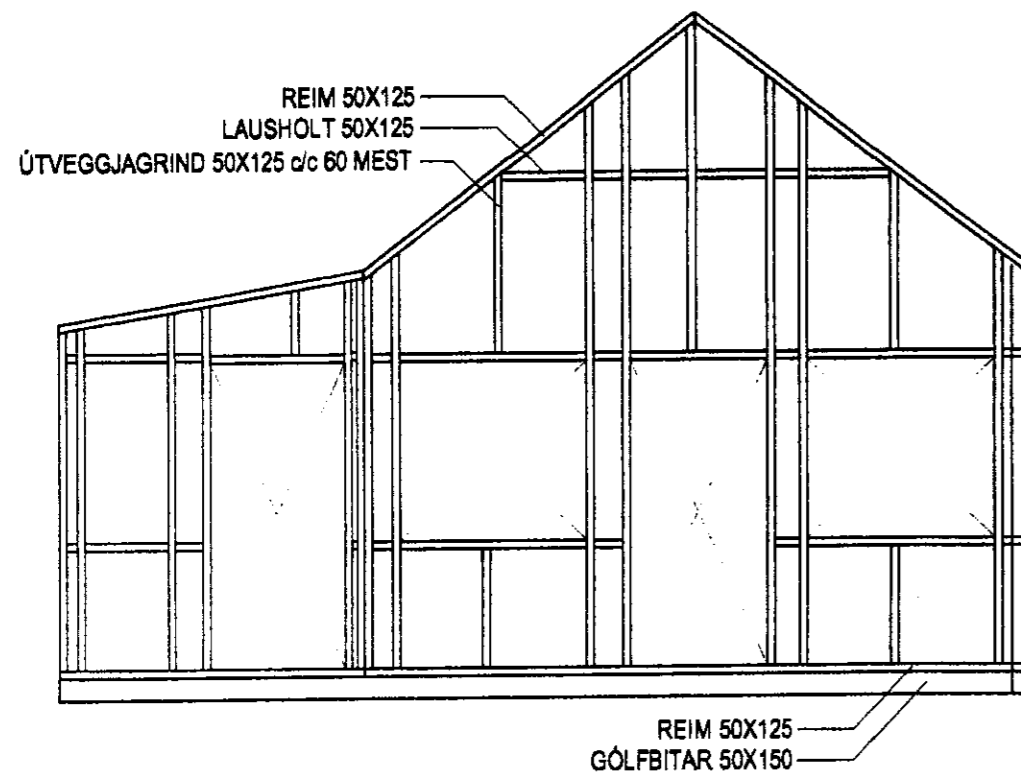 REIM 50X125
LAUSHOLT 50X125
ÚTVEGGJAGRIND 50X125 c/c 60 MEST
REIM 50X125
GÓLFBITAR 50X150